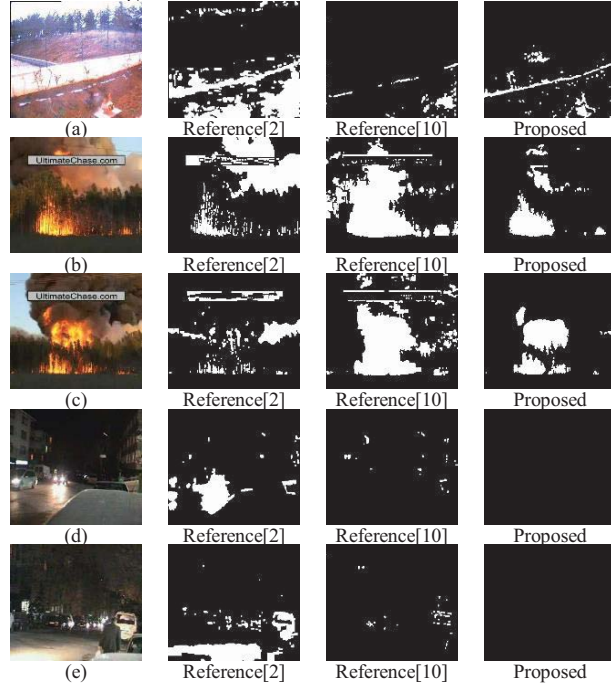 (a) Reference[2] Reference[10] Proposed
UltimateChase.com
(b) Reference[2] Reference[10] Proposed
UltimateChase.com
(c) Reference[2] Reference[10] Proposed
(d) Reference[2] Reference[10] Proposed
(e) Reference[2] Reference[10] Proposed